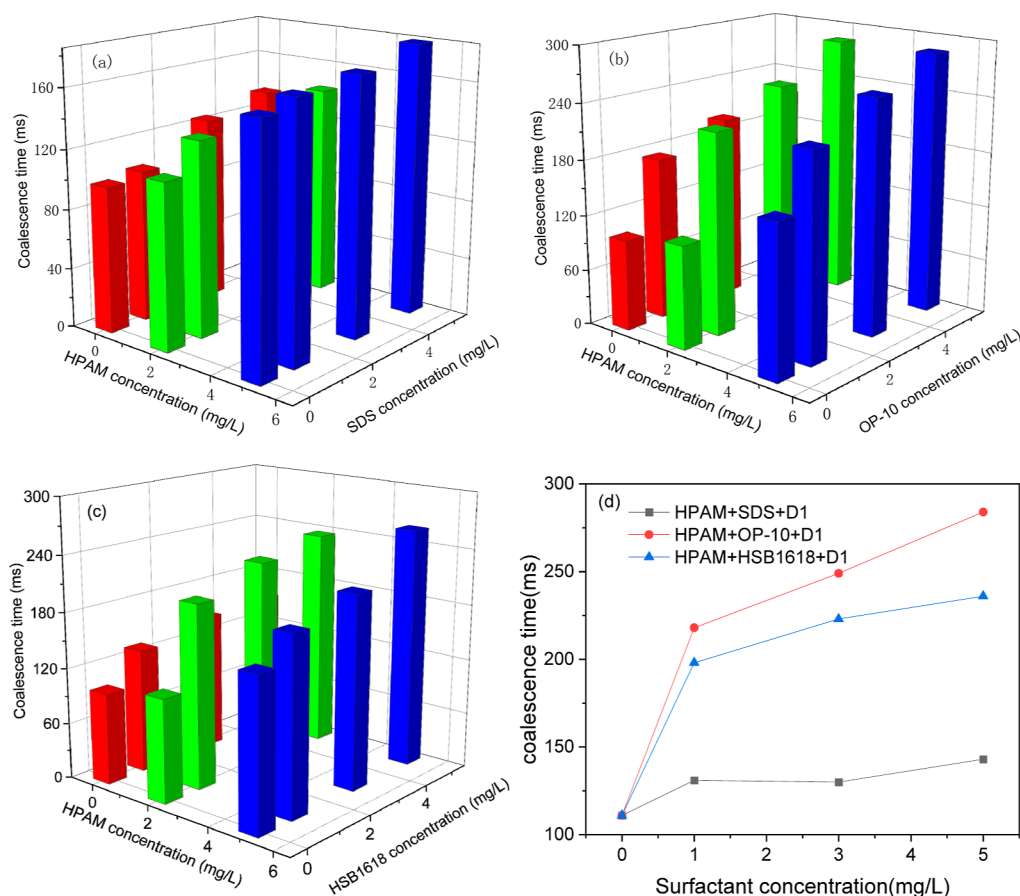 (a)
160
120
80
40
0
Coalescence time (ms)
0
2
4
6
HPAM concentration (mg/L)
0
2
4
SDS concentration (mg/L)
(b)
300
240
180
120
60
0
Coalescence time (ms)
0
2
4
6
HPAM concentration (mg/L)
0
2
4
OP-10 concentration (mg/L)
(c)
300
240
180
120
60
0
Coalescence time (ms)
0
2
4
6
HPAM concentration (mg/L)
0
2
4
HSB1618 concentration (mg/L)
(d)
HPAM+SDS+D1
HPAM+OP-10+D1
HPAM+HSB1618+D1
300
250
200
150
100
coalescence time(ms)
0
1
2
3
4
5
Surfactant concentration(mg/L)